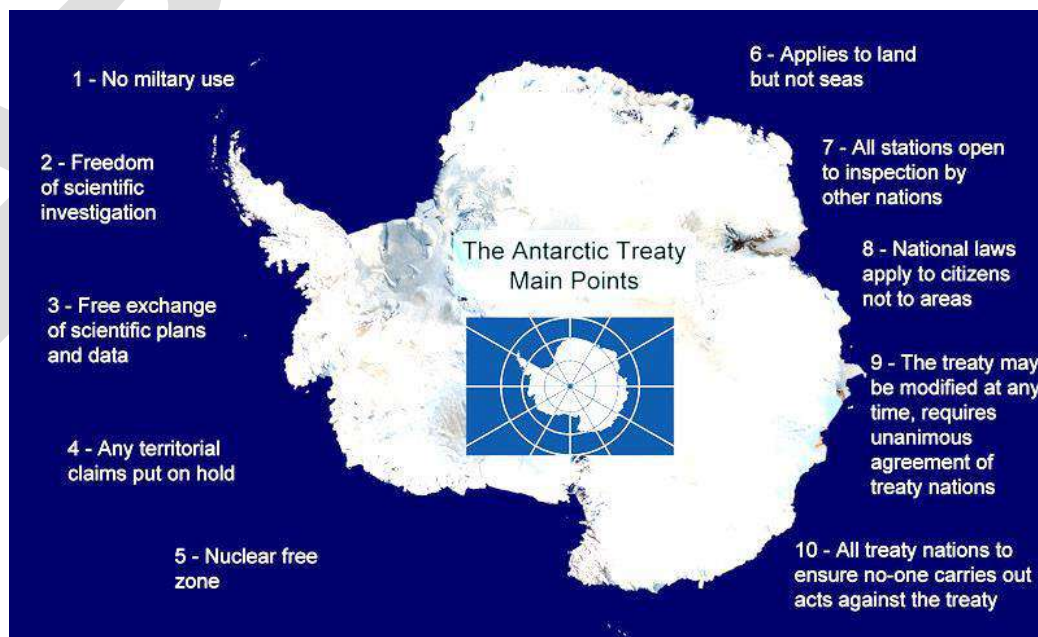 1 - No miltary use
2 - Freedom
of scientific
investigation
3 - Free exchange
of scientific plans
and data
4 - Any territorial
claims put on hold
5 - Nuclear free
zone
The Antarctic Treaty
Main Points
6 - Applies to land
but not seas
7 - All stations open
to inspection by
other nations
8 - National laws
apply to citizens
not to areas
9 - The treaty may
be modified at any
time, requires
unanimous
agreement of
treaty nations
10 - All treaty nations to
ensure no-one carries out
acts against the treaty